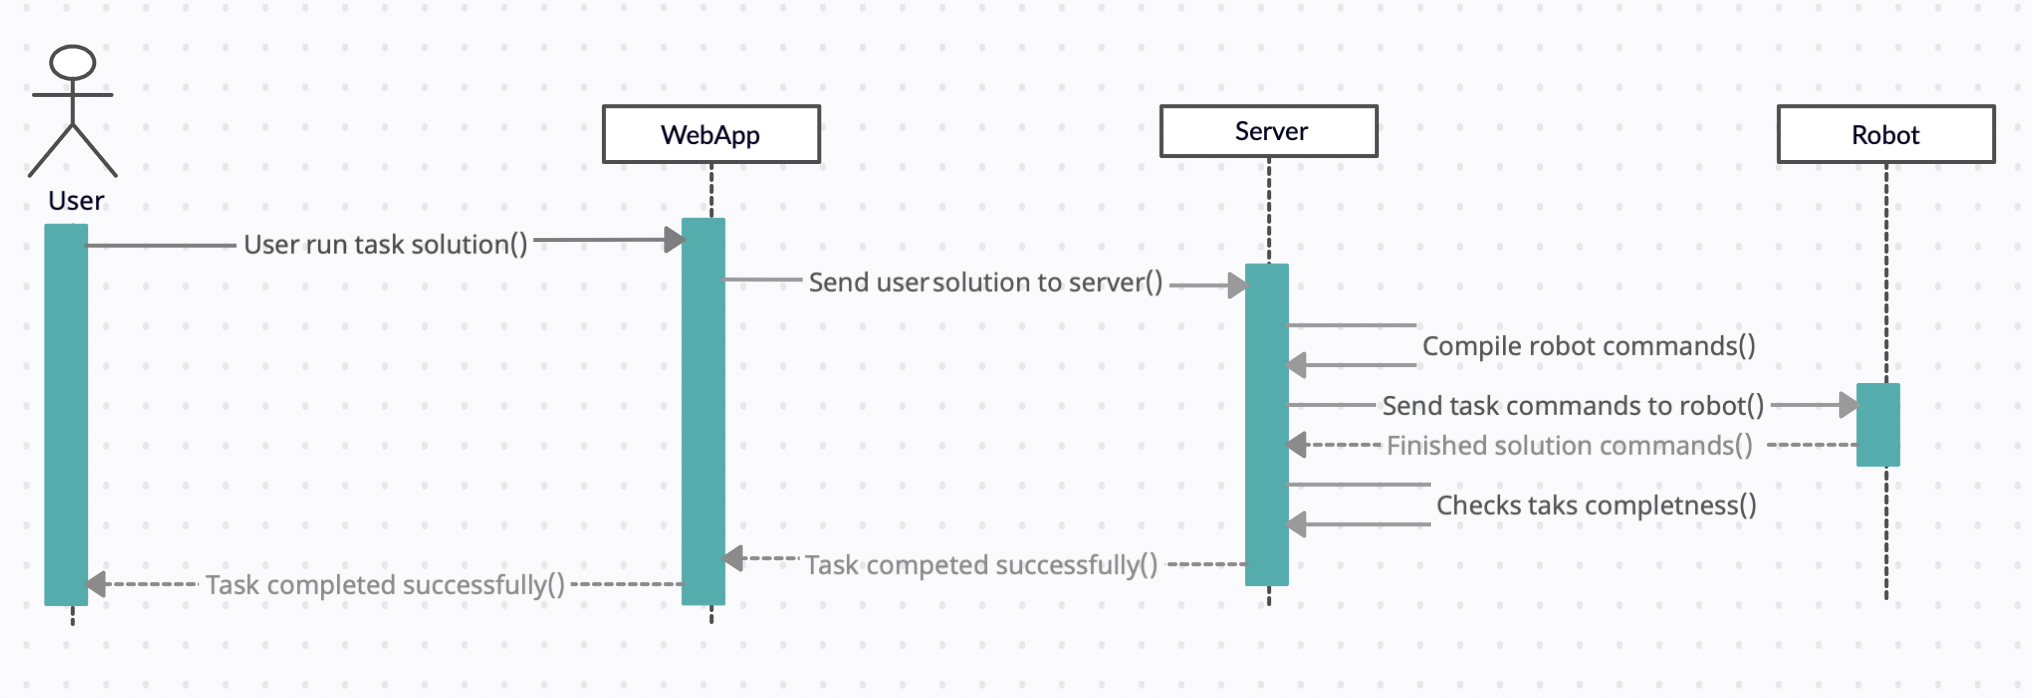 User
WebApp
Server
Robot
User run task solution()
Send user solution to server()
Compile robot commands()
Send task commands to robot()
Finished solution commands()
Checks taks completness()
Task competed successfully()
Task completed successfully()